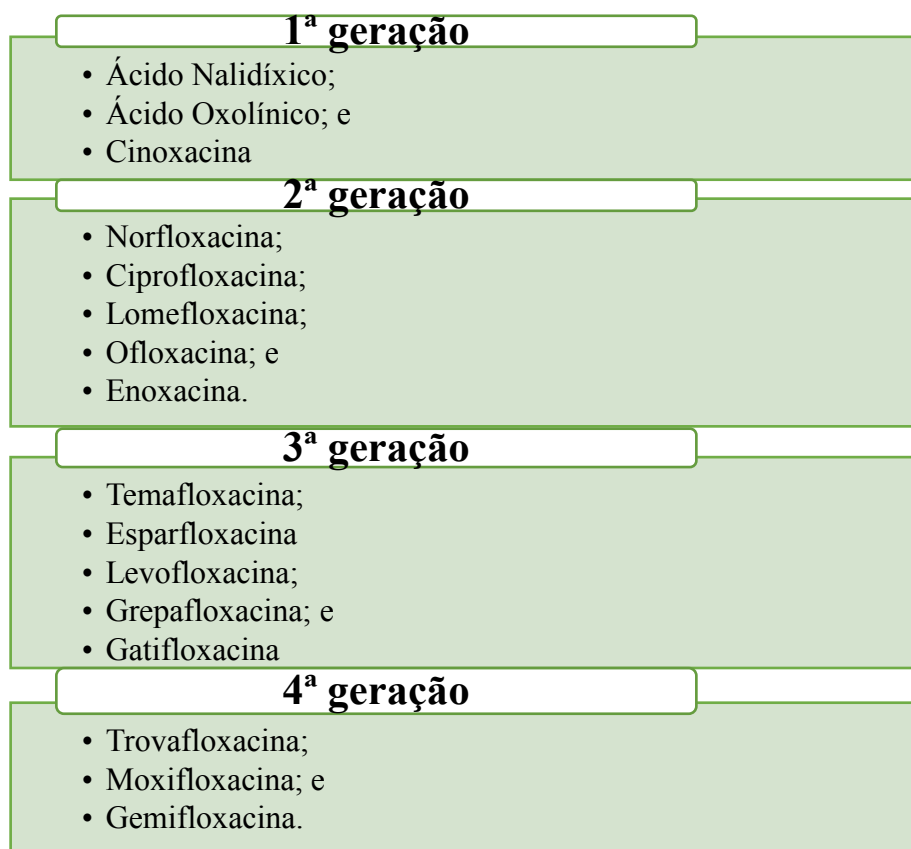 1ª geração
• Ácido Nalidíxico;
• Ácido Oxolínico; e
• Cinoxacina
2ª geração
• Norfloxacina;
• Ciprofloxacina;
• Lomefloxacina;
• Ofloxacina; e
• Enoxacina.
3ª geração
• Temafloxacina;
• Esparfloxacina
• Levofloxacina;
• Grepafloxacina; e
• Gatifloxacina
4ª geração
• Trovafloxacina;
• Moxifloxacina; e
• Gemifloxacina.